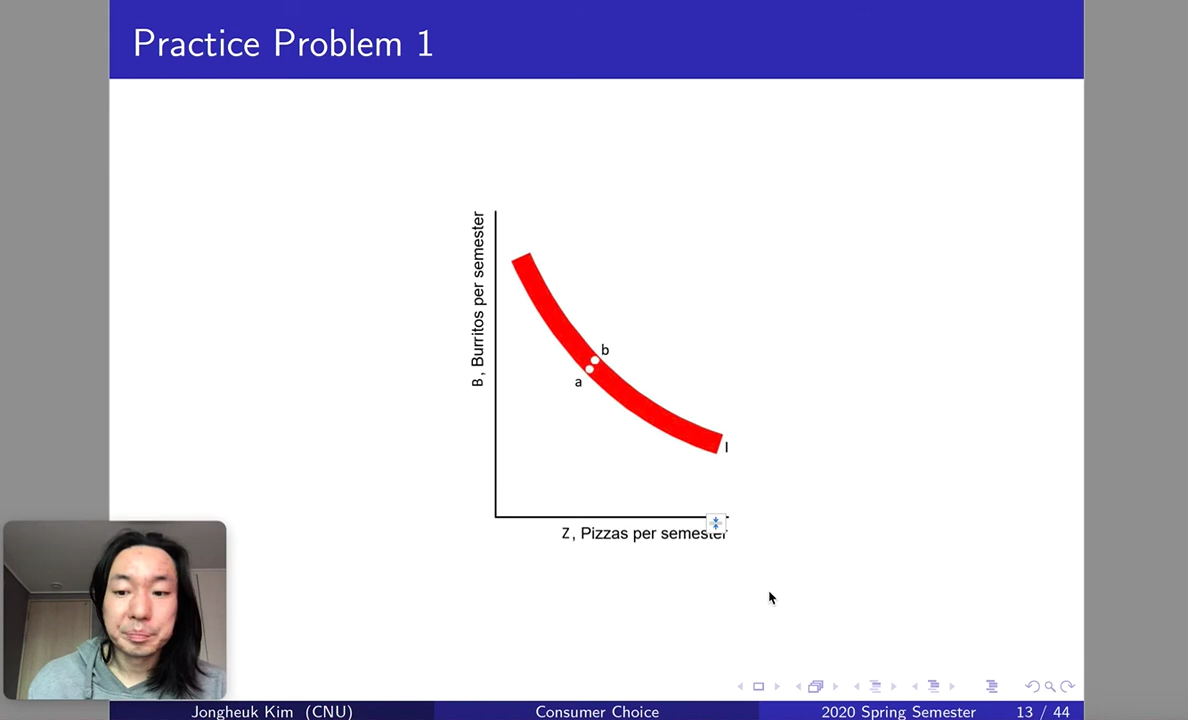 Practice Problem 1
B, Burritos per semester
b
a
I
Z, Pizzas per semester
Jongheuk Kim (CNU)
Consumer Choice
2020 Spring Semester
13 / 44